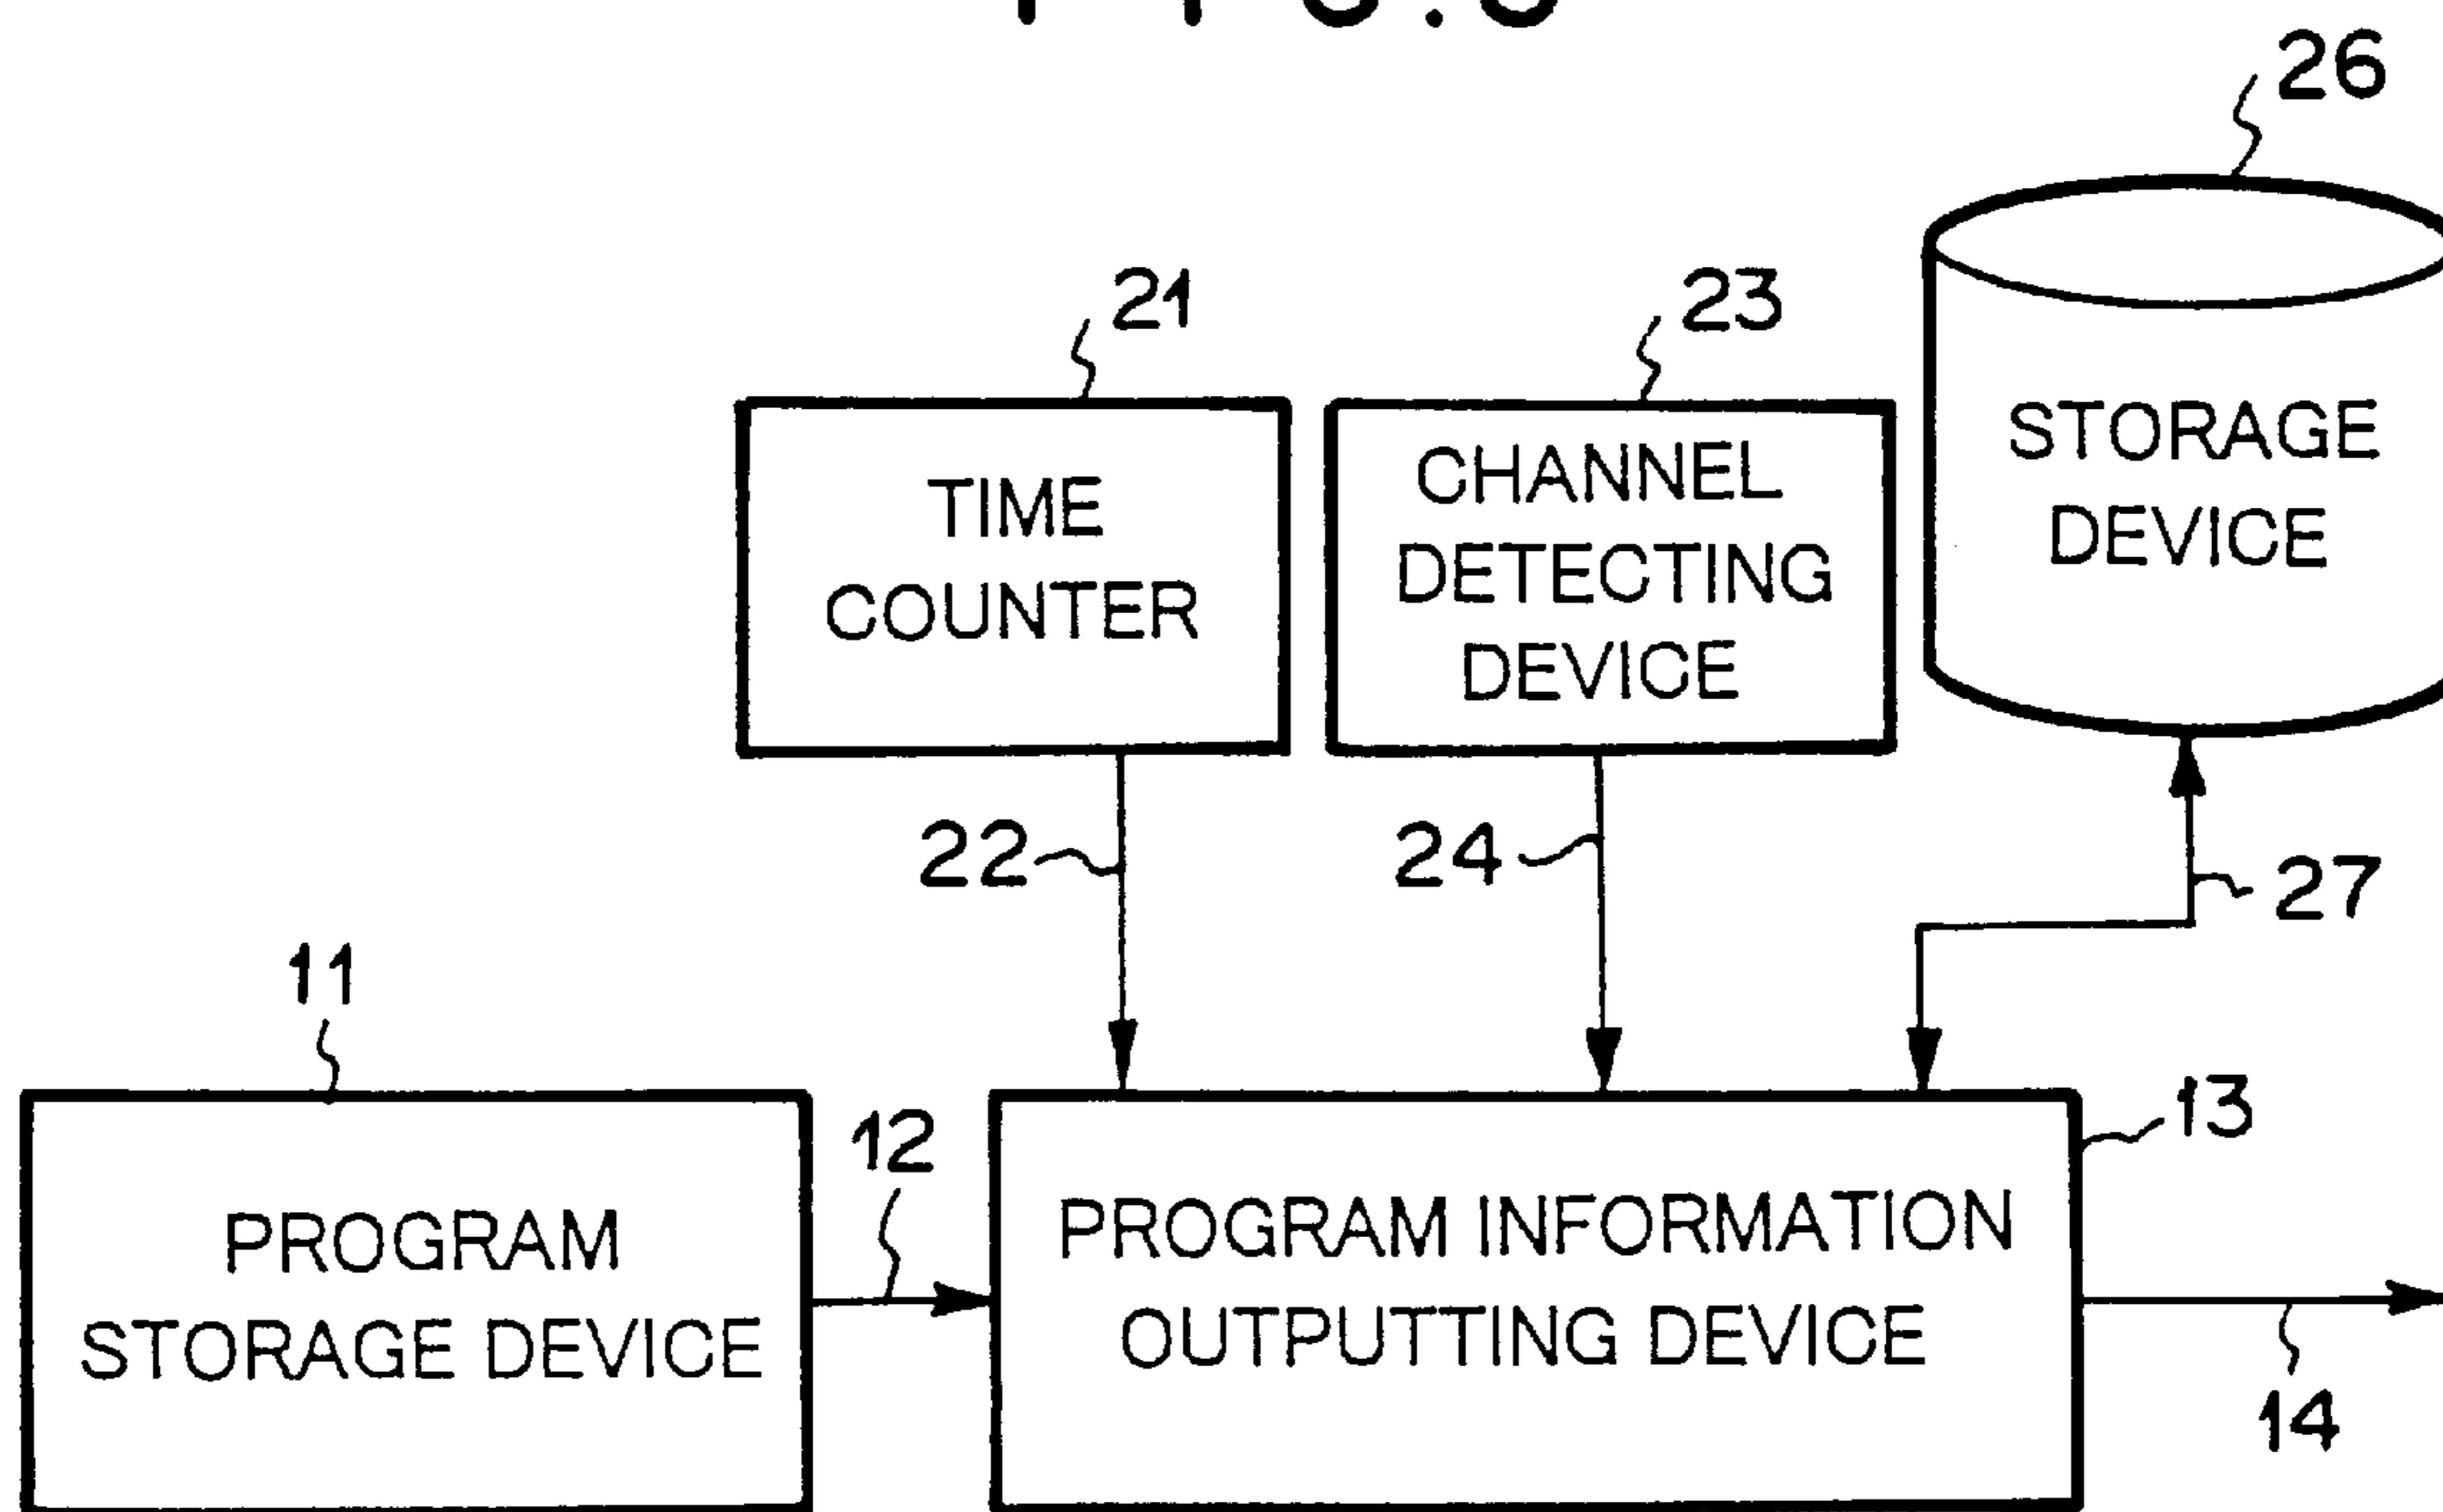 26
21
23
TIME
COUNTER
CHANNEL
DETECTING
DEVICE
STORAGE
DEVICE
22
24
27
11
12
13
PROGRAM
STORAGE DEVICE
PROGRAM INFORMATION
OUTPUTTING DEVICE
14